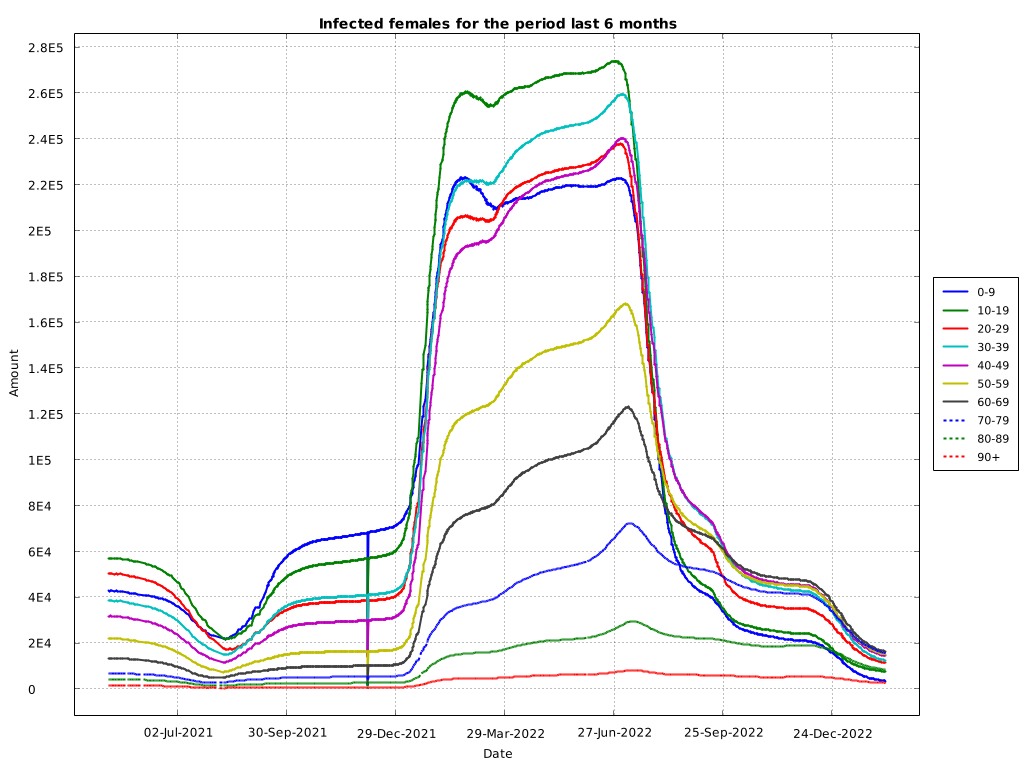 Infected females for the period last 6 months
2.8E5
2.6E5
2.4E5
2.2E5
2E5
1.8E5
1.6E5
1.4E5
1.2E5
1E5
8E4
6E4
4E4
2E4
0
Amount
02-Jul-2021 30-Sep-2021 29-Dec-2021 29-Mar-2022 27-Jun-2022 25-Sep-2022 24-Dec-2022
Date
0-9
10-19
20-29
30-39
40-49
50-59
60-69
70-79
80-89
90+